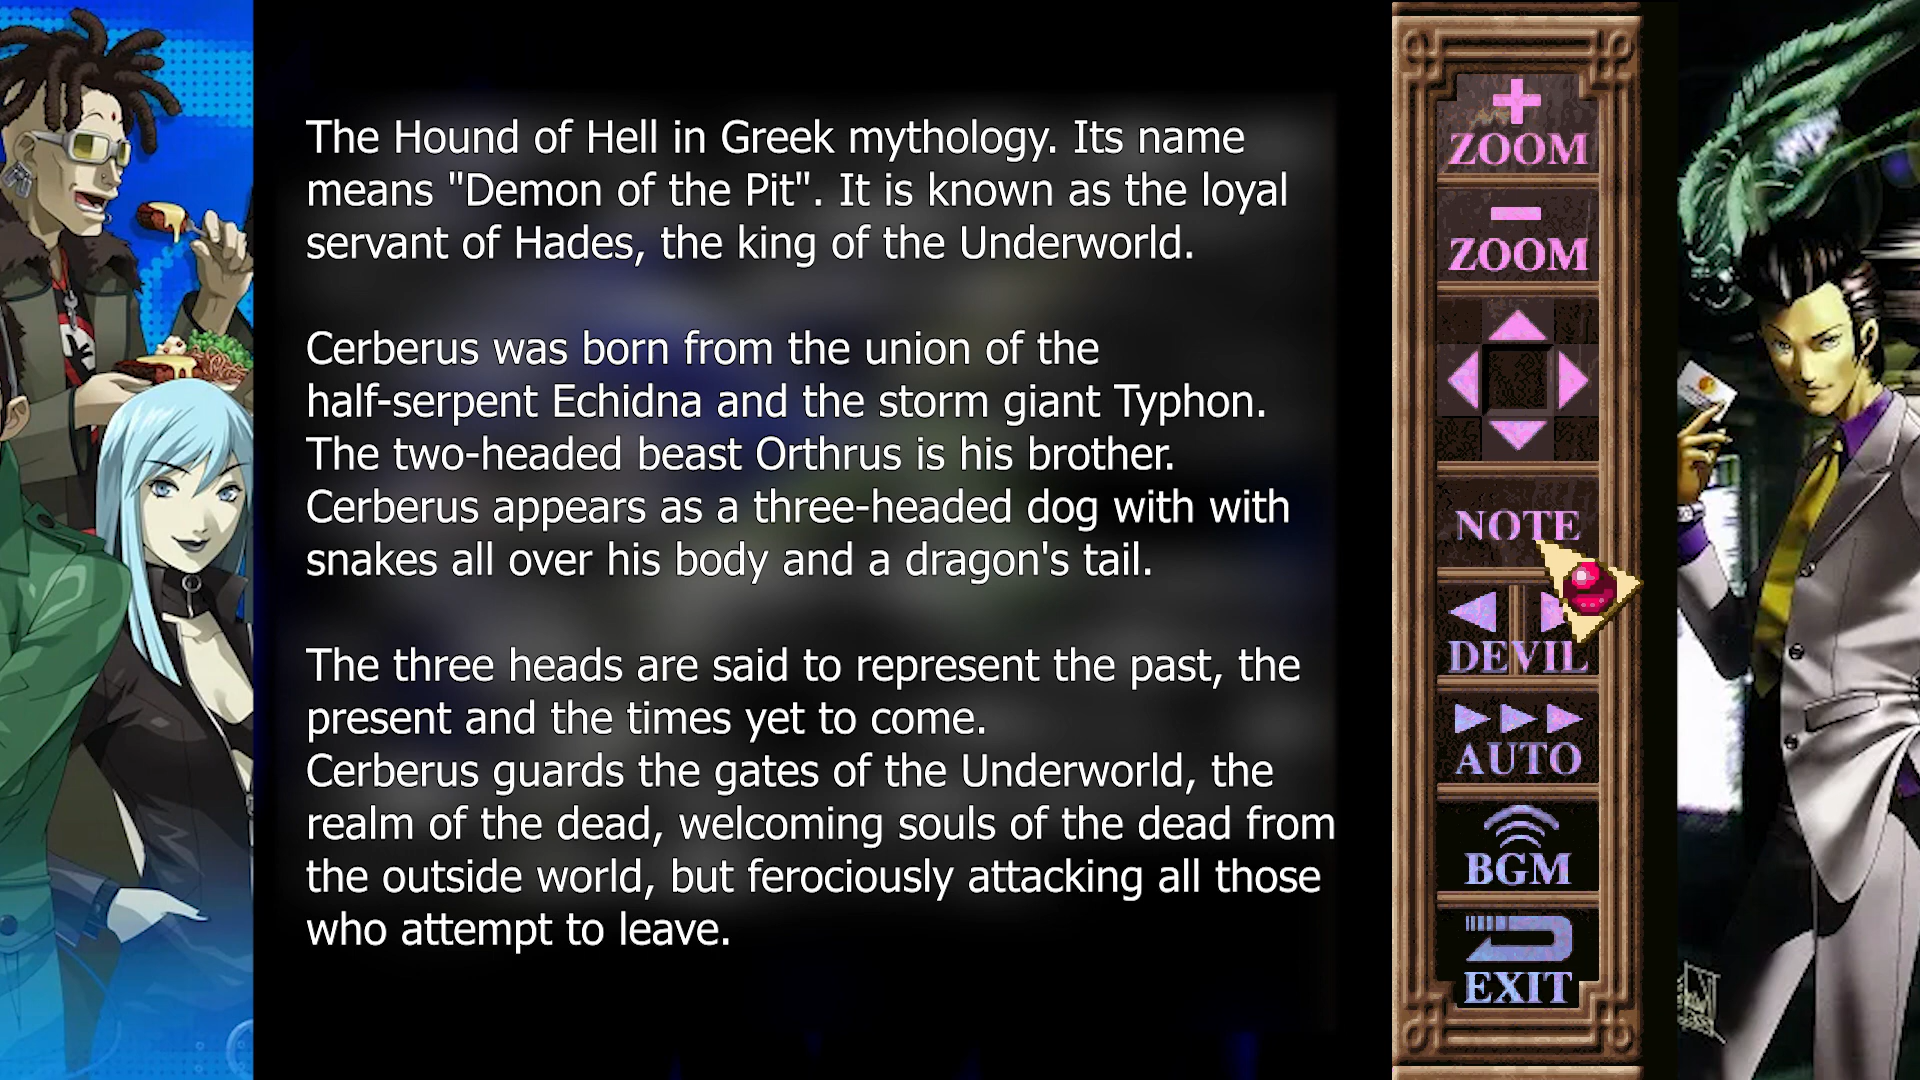 The Hound of Hell in Greek mythology. Its name
means "Demon of the Pit". It is known as the loyal
servant of Hades, the king of the Underworld.
Cerberus was born from the union of the
half-serpent Echidna and the storm giant Typhon.
The two-headed beast Orthrus is his brother.
Cerberus appears as a three-headed dog with with
snakes all over his body and a dragon's tail.
The three heads are said to represent the past, the
present and the times yet to come.
Cerberus guards the gates of the Underworld, the
realm of the dead, welcoming souls of the dead from
the outside world, but ferociously attacking all those
who attempt to leave.
ZOOM
ZOOM
NOTE
DEVIL
AUTO
BGM
EXIT